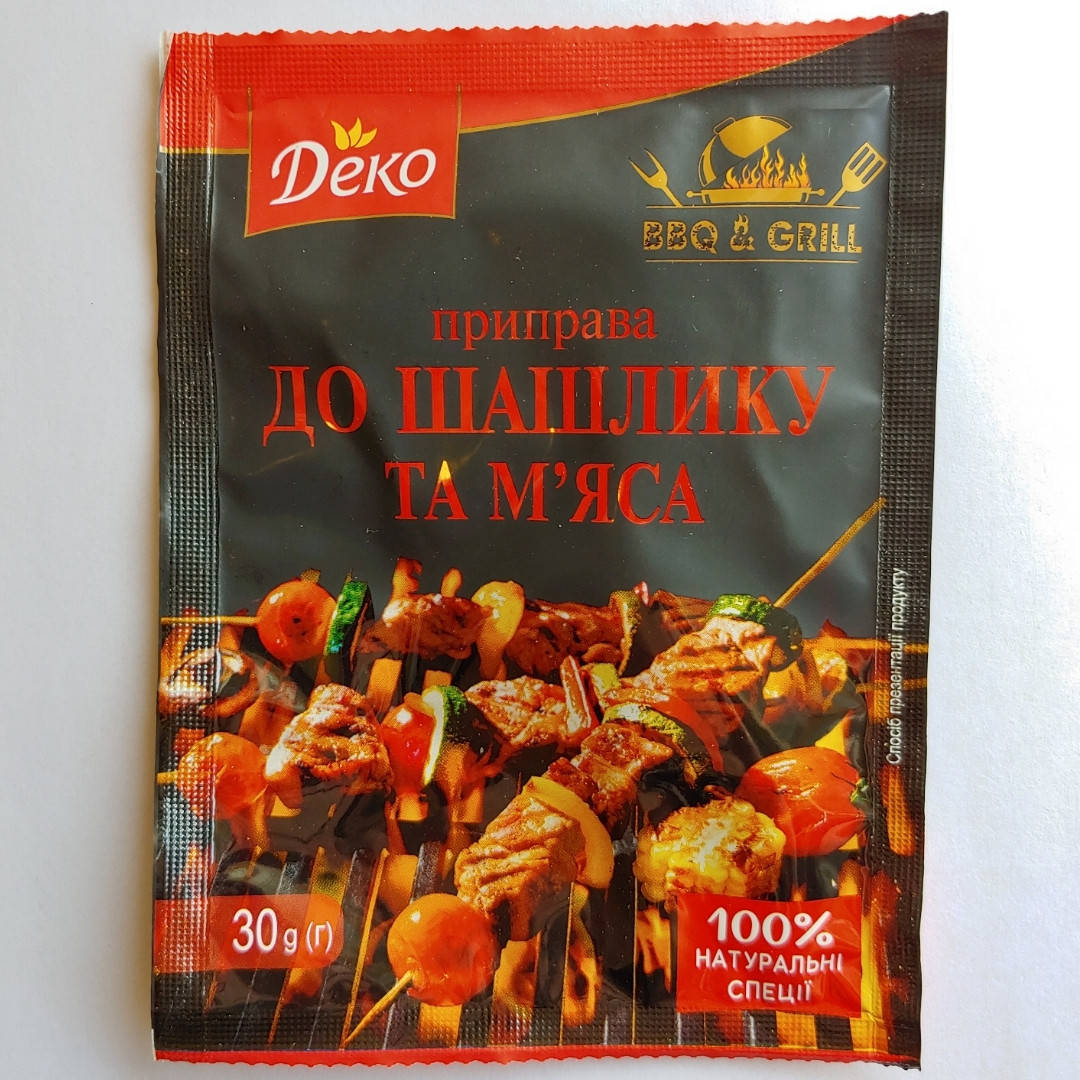 Деко
BBQ & GRILL
приправа
ДО ШАШЛИКУ
ТА М'ЯСА
Спосіб презентації продукту
30 g (г)
100%
НАТУРАЛЬНІ
СПЕЦІЇ